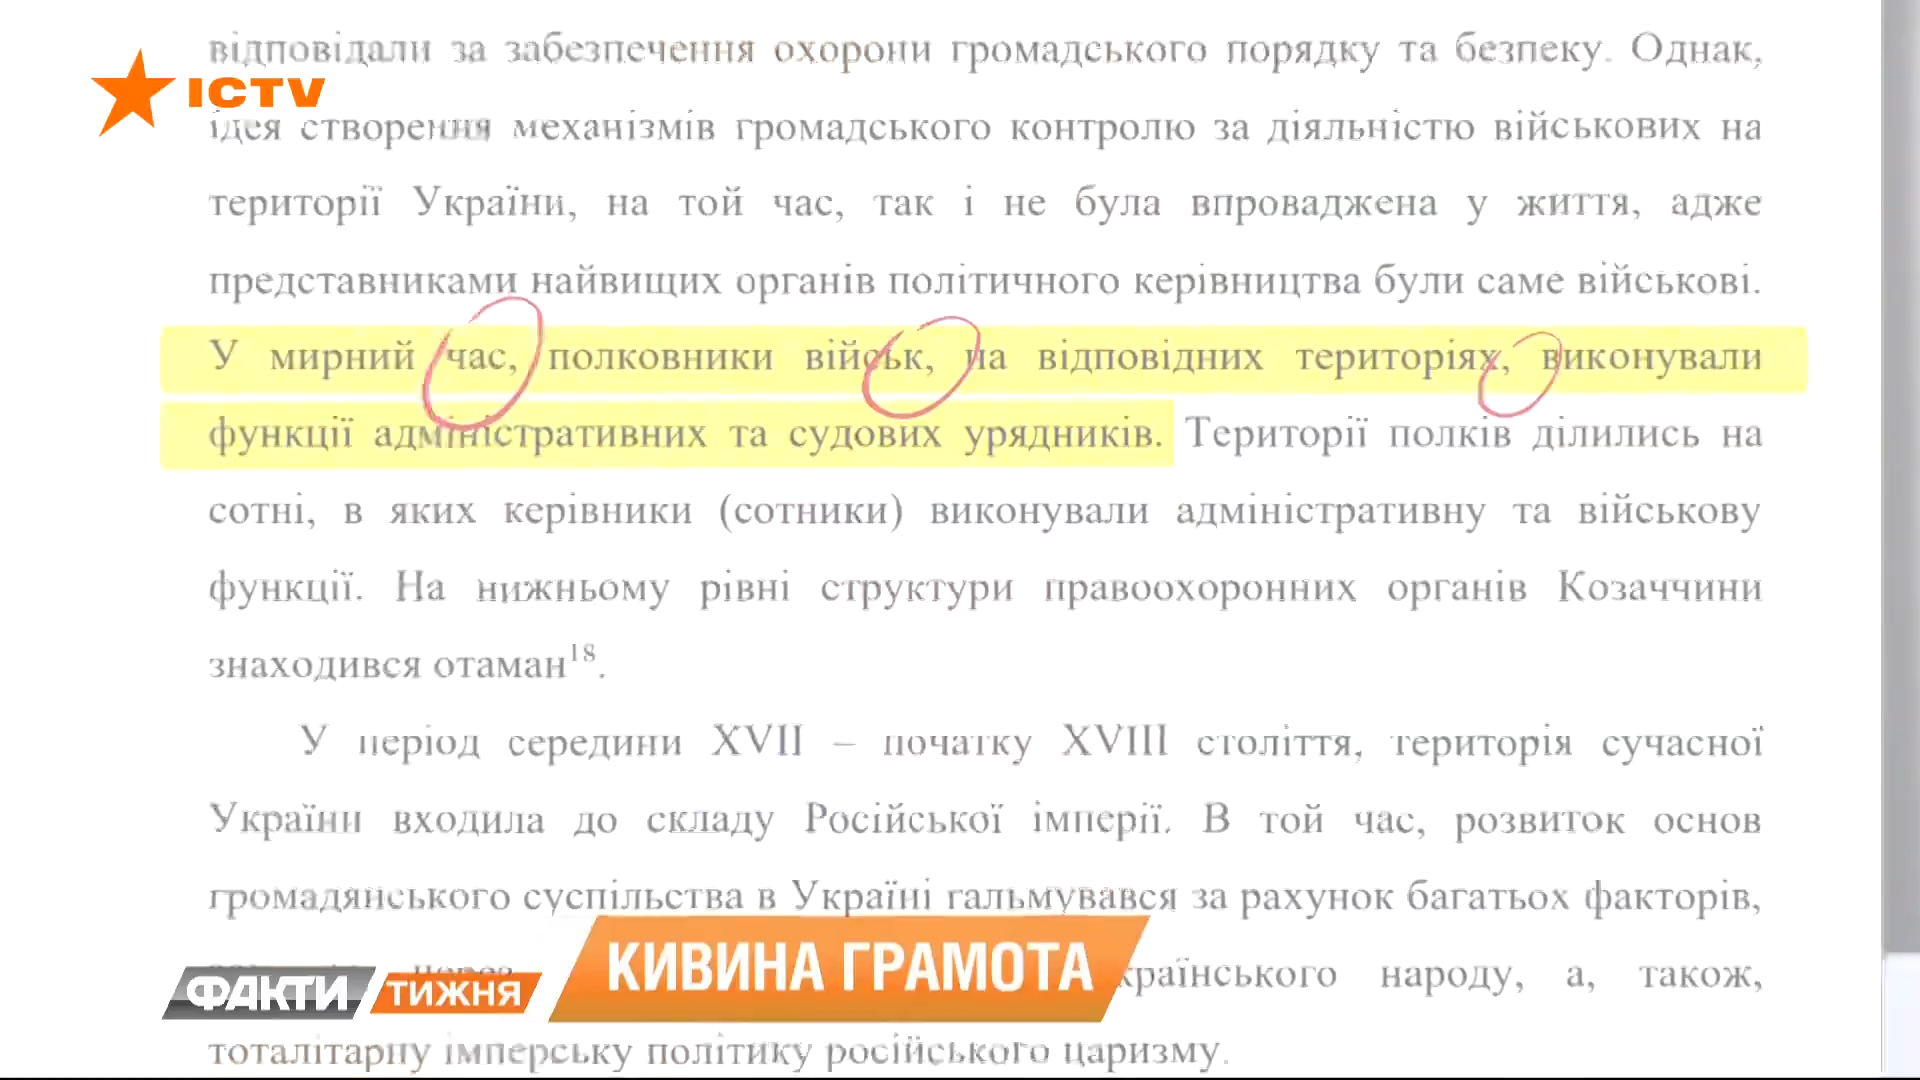 відповідали за забезпечення охорони громадського порядку та безпеку. Однак,
ICTV
ідея створення механізмів громадського контролю за діяльністю військових на
території України, на той час, так і не була впроваджена у життя, адже
представниками найвищих органів політичного керівництва були саме військові.
У мирний час, полковники військ, на відповідних територіях, виконували
функції адміністративних та судових урядників. Території полків ділились на
сотні, в яких керівники (сотники) виконували адміністративну та військову
функції. На нижньому рівні структури правоохоронних органів Козаччини
знаходився отаман18.
У період середини XVII – початку XVIII століття, територія сучасної
України входила до складу Російської імперії. В той час, розвиток основ
громадянського суспільства в Україні гальмувався за рахунок багатьох факторів,
через українського народу, а, також,
ФАКТИ ТИЖНЯ КИВИНА ГРАМОТА
тоталітарну імперську політику російського царизму.